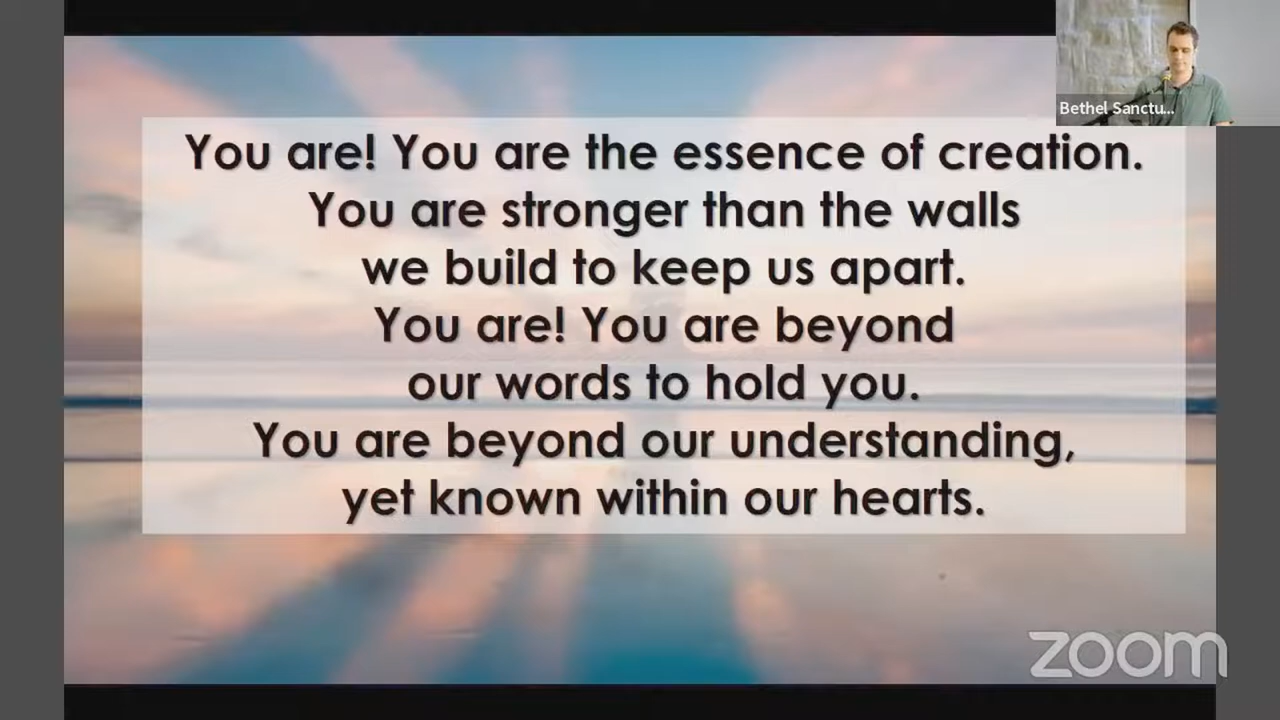 Bethel Sanctu...
You are! You are the essence of creation.
You are stronger than the walls
we build to keep us apart.
You are! You are beyond
our words to hold you.
You are beyond our understanding,
yet known within our hearts.
zoom